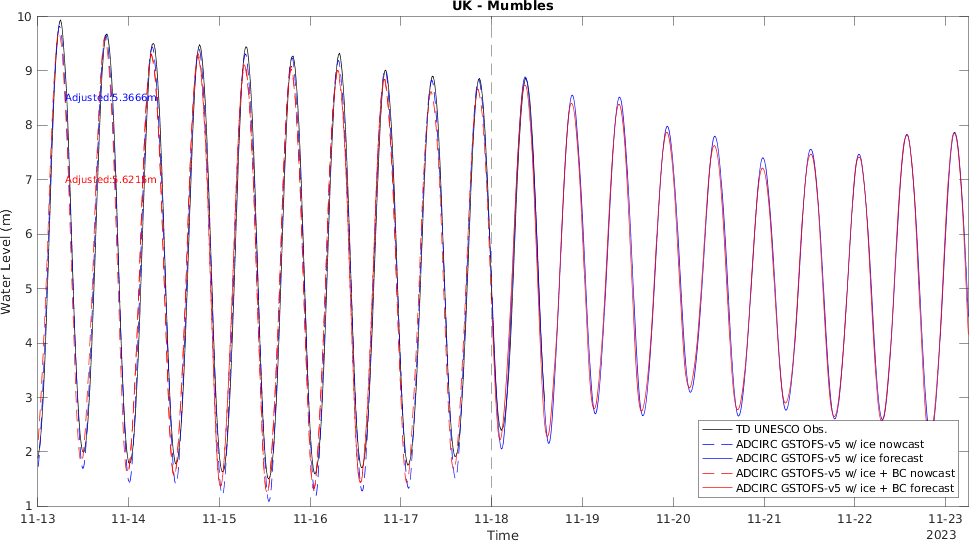 UK - Mumbles
10
9
8
7
6
5
4
3
2
1
Water Level (m)
Adjusted:5.3666m
Adjusted:5.6215m
TD UNESCO Obs.
ADCIRC GSTOFS-v5 w/ ice nowcast
ADCIRC GSTOFS-v5 w/ ice forecast
ADCIRC GSTOFS-v5 w/ ice + BC nowcast
ADCIRC GSTOFS-v5 w/ ice + BC forecast
11-13 11-14 11-15 11-16 11-17 11-18 11-19 11-20 11-21 11-22 11-23
Time
2023